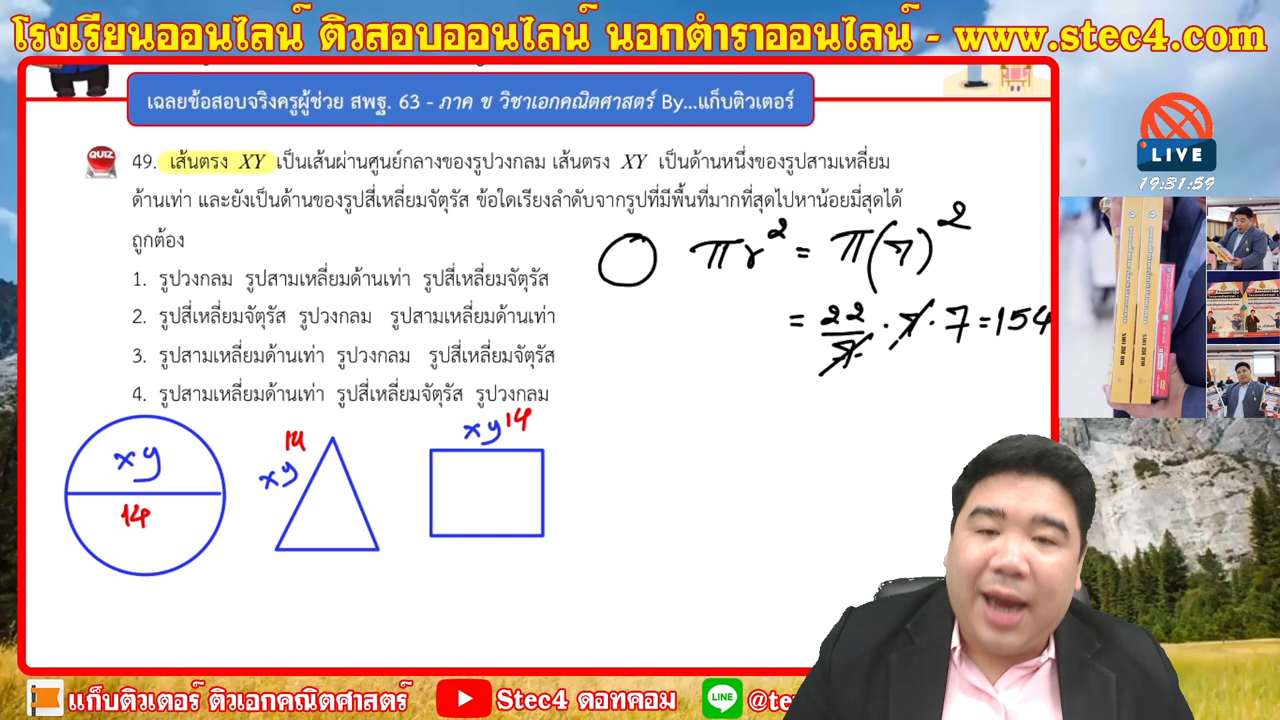 โรงเรียนออนไลน์ ติวสอบออนไลน์ นอกตำราออนไลน์ - www.stec4.com
เฉลยข้อสอบจริงครูผู้ช่วย สพฐ. 63 - ภาค ข วิชาเอกคณิตศาสตร์ By...แก็บติวเตอร์
LIVE
19:31:59
QUIZ
49. เส้นตรง XY เป็นเส้นผ่านศูนย์กลางของรูปวงกลม เส้นตรง XY เป็นด้านหนึ่งของรูปสามเหลี่ยม
ด้านเท่า และยังเป็นด้านของรูปสี่เหลี่ยมจัตุรัส ข้อใดเรียงลำดับจากรูปที่มีพื้นที่มากที่สุดไปหาน้อยมี่สุดได้
ถูกต้อง
1. รูปวงกลม รูปสามเหลี่ยมด้านเท่า รูปสี่เหลี่ยมจัตุรัส
2. รูปสี่เหลี่ยมจัตุรัส รูปวงกลม รูปสามเหลี่ยมด้านเท่า
3. รูปสามเหลี่ยมด้านเท่า รูปวงกลม รูปสี่เหลี่ยมจัตุรัส
4. รูปสามเหลี่ยมด้านเท่า รูปสี่เหลี่ยมจัตุรัส รูปวงกลม
πr² = π(7)²
= 22/7 · 7 · 7 = 154
xy
14
14
xy
xy 14
แก็บติวเตอร์ ติวเอกคณิตศาสตร์
Stec4 ดอทคอม
LINE